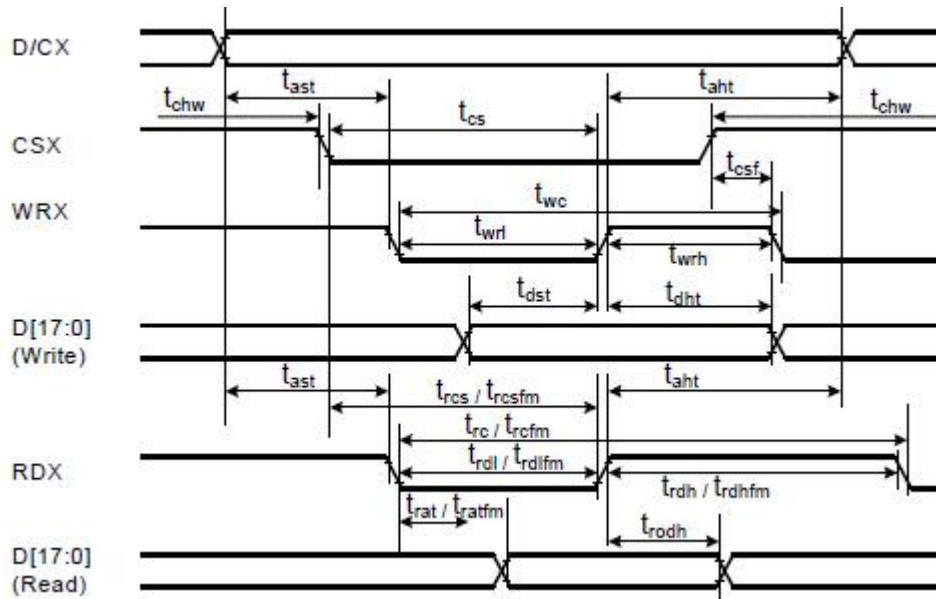 D/CX
t_ast
t_aht
t_chw
t_cs
t_chw
CSX
t_csf
WRX
t_wc
t_wrl
t_wrh
t_dst
t_dht
D[17:0]
(Write)
t_ast
t_rcs / t_rcsfm
t_aht
t_rc / t_rcfm
RDX
t_rdl / t_rdlfm
t_rdh / t_rdhfm
t_rat / t_ratfm
t_rodh
D[17:0]
(Read)